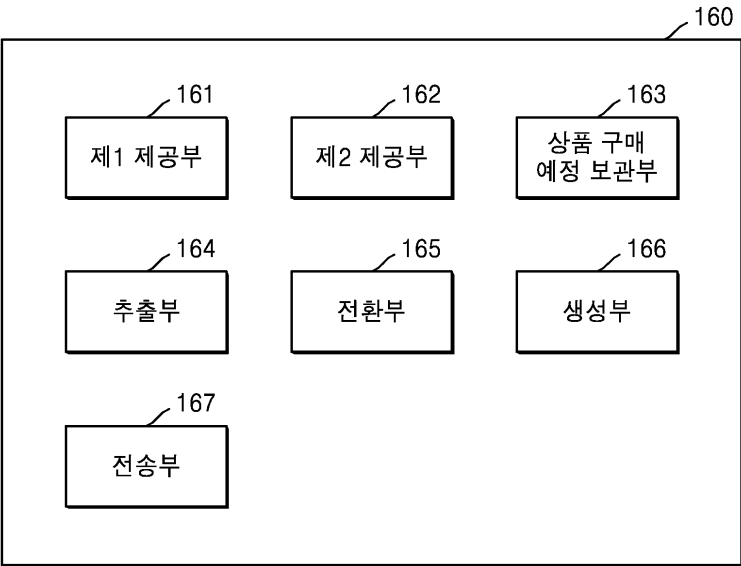 160
161
162
163
제1 제공부
제2 제공부
상품 구매
예정 보관부
164
165
166
추출부
전환부
생성부
167
전송부